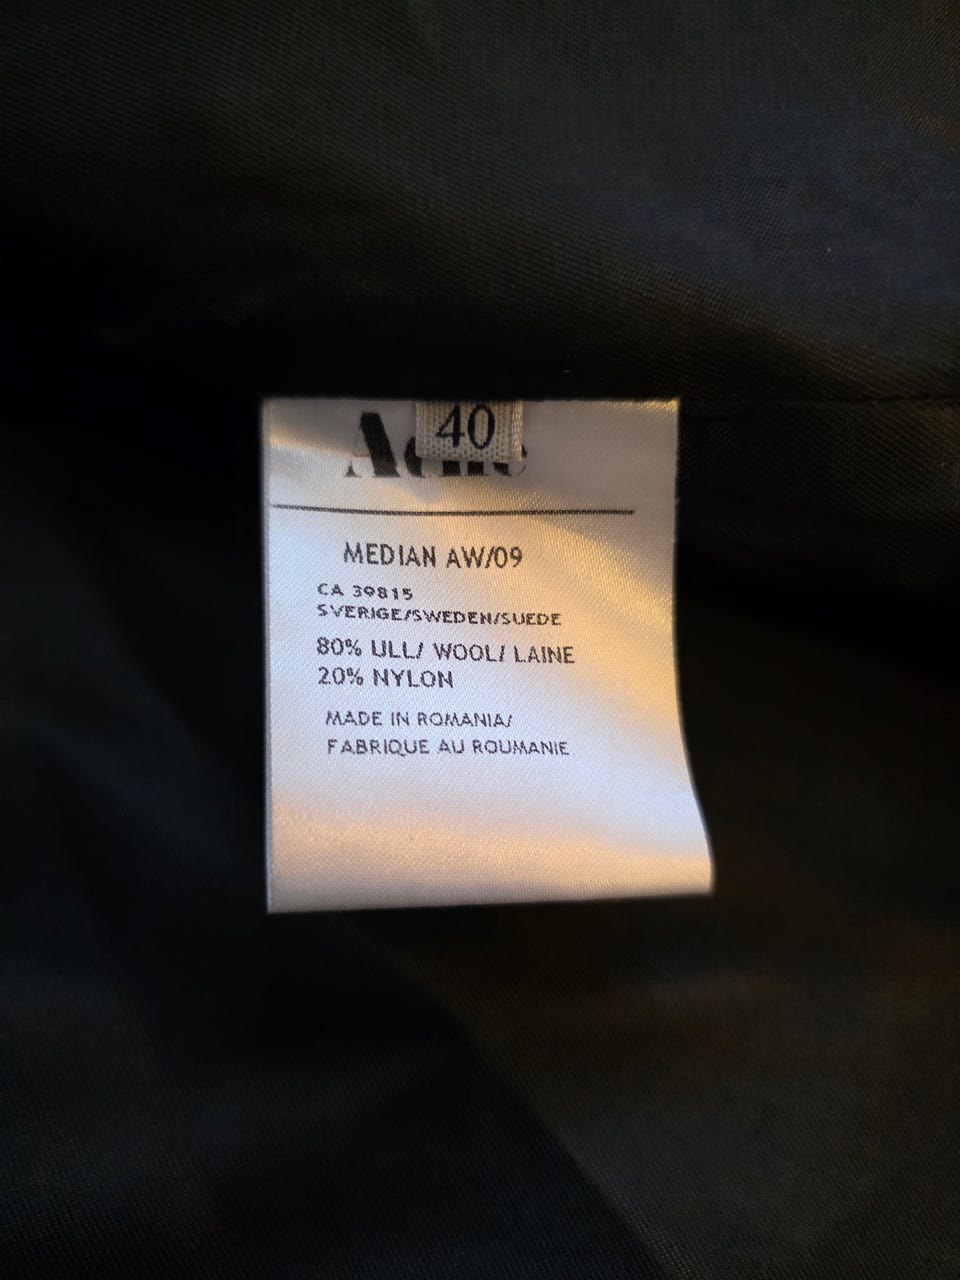 40
Acne
MEDIAN AW/09
CA 39815
SVERIGE/SWEDEN/SUEDE
80% ULL/ WOOL/ LAINE
20% NYLON
MADE IN ROMANIA/
FABRIQUE AU ROUMANIE